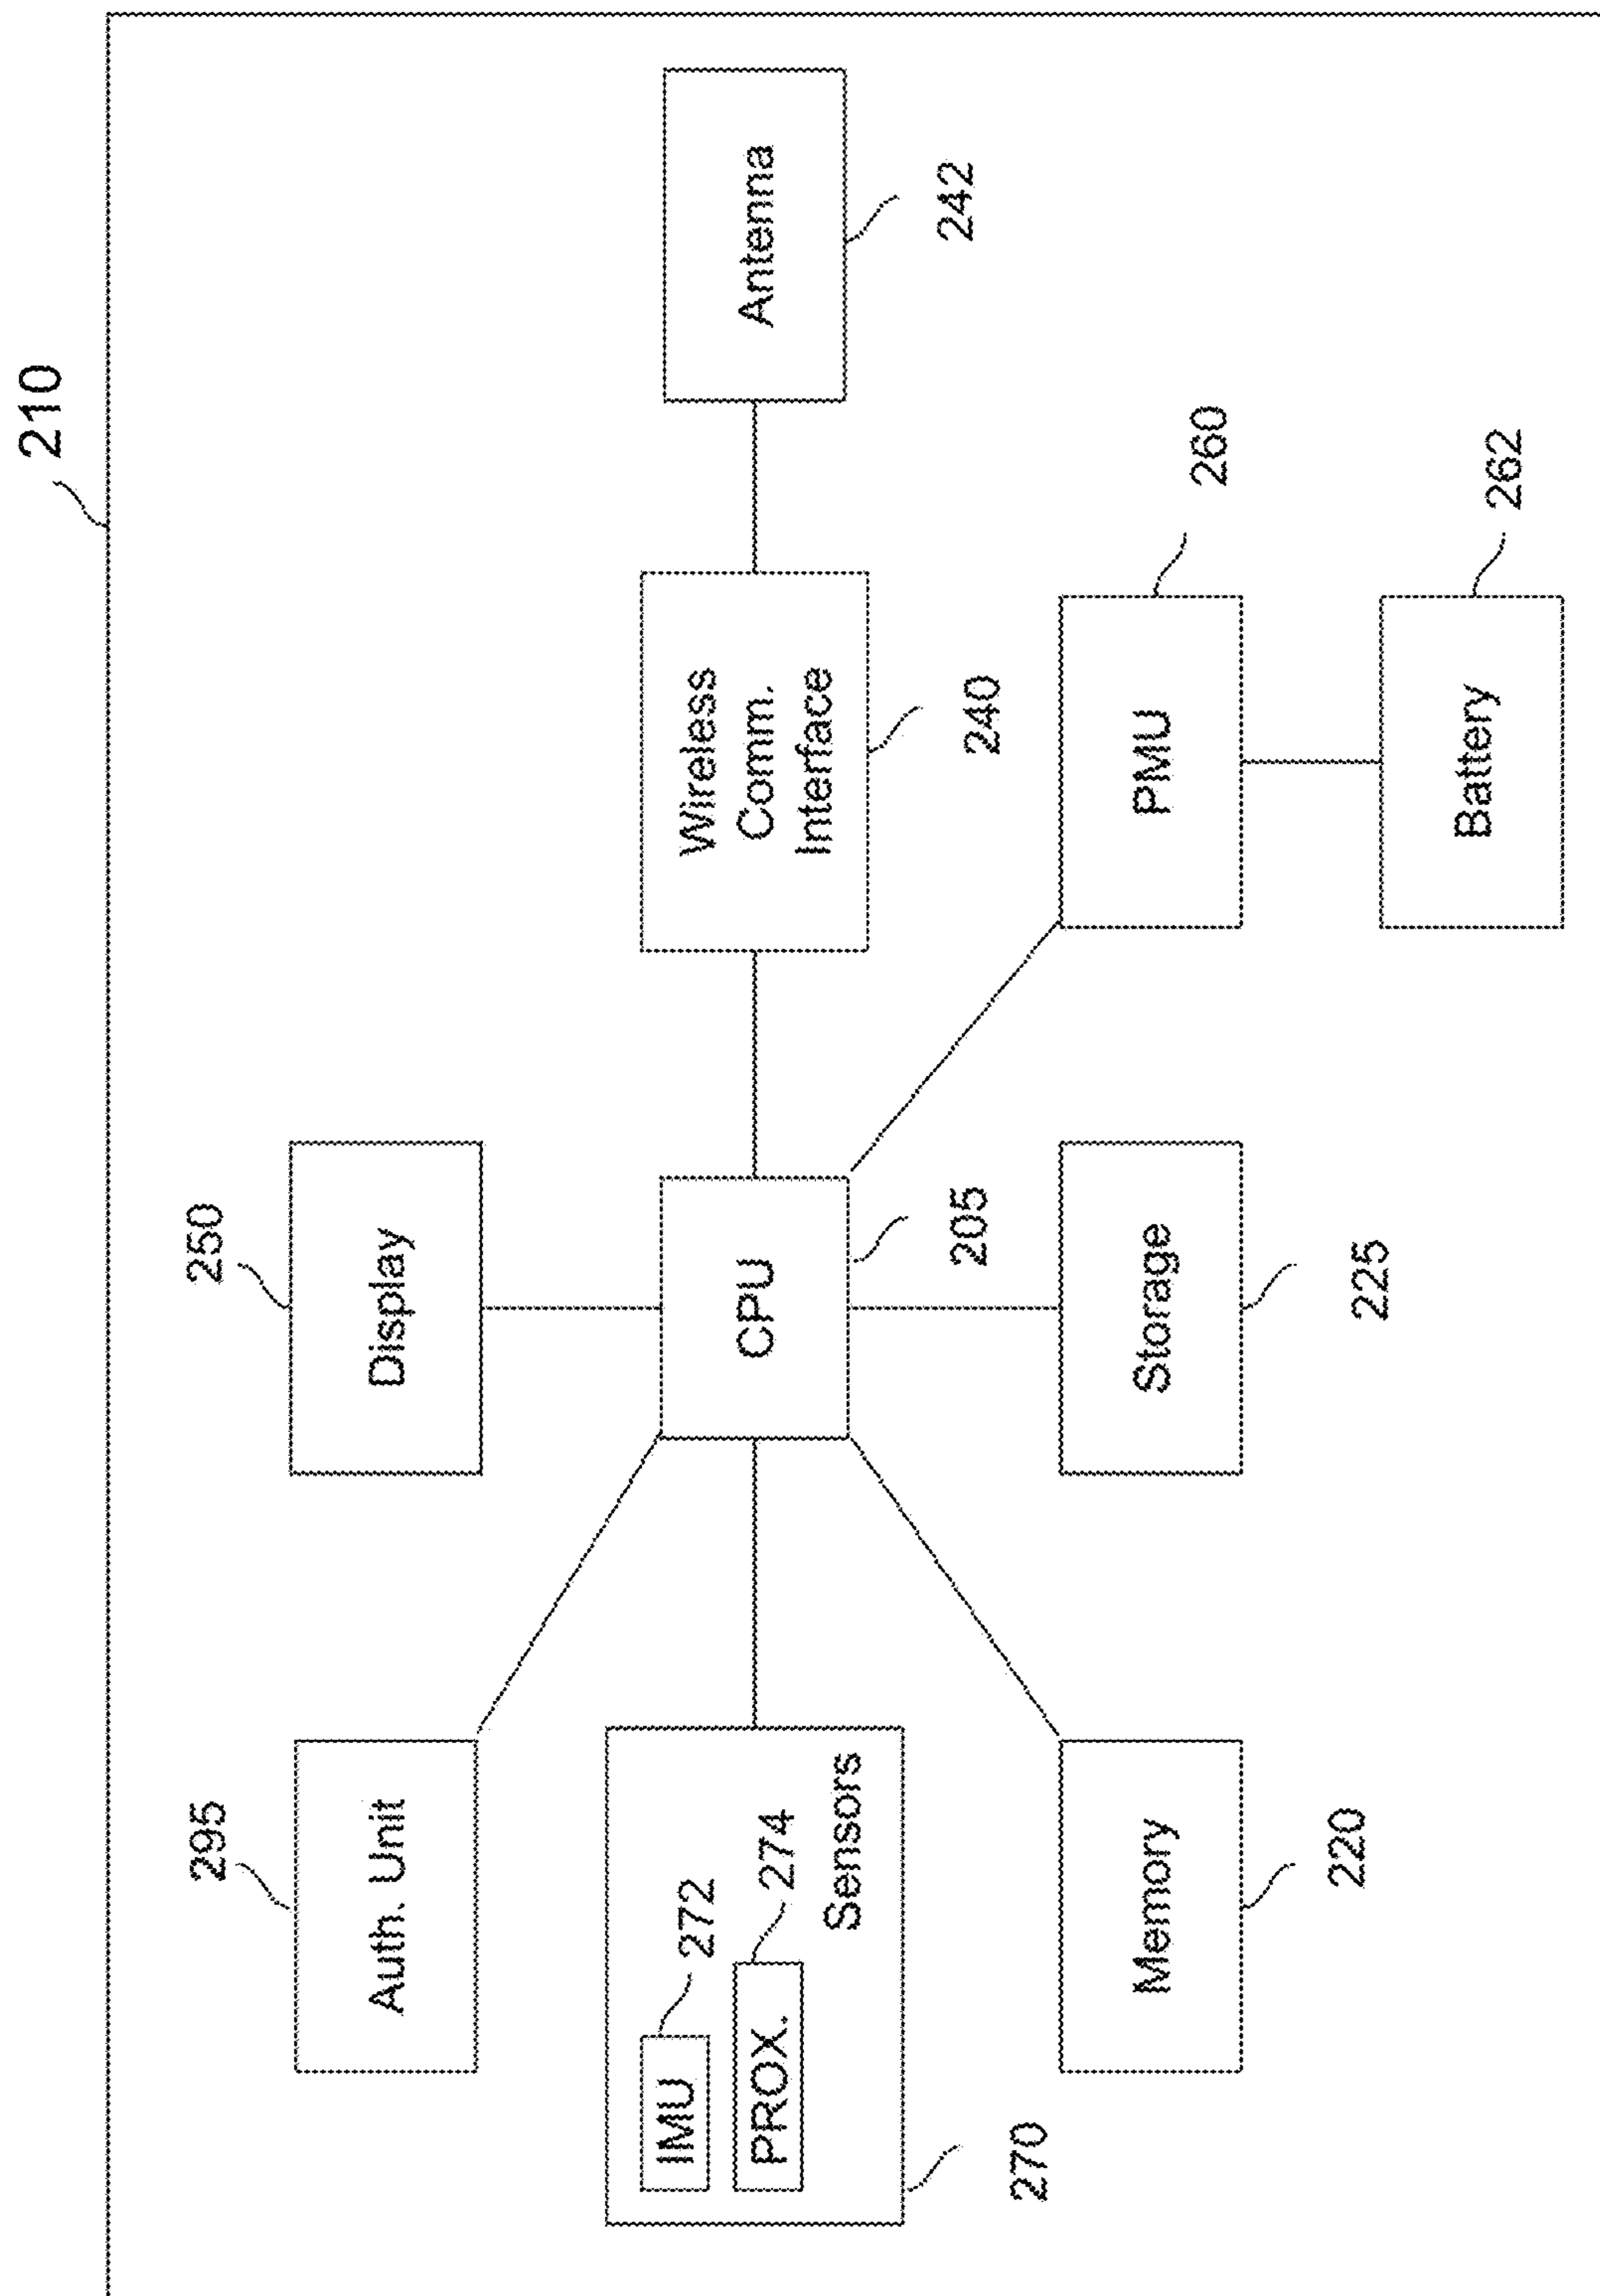 210
295
Auth. Unit
250
Display
IMU
272
PROX.
274
Sensors
270
CPU
205
Wireless
Comm.
Interface
240
Antenna
242
Memory
220
Storage
225
PMU
260
Battery
262